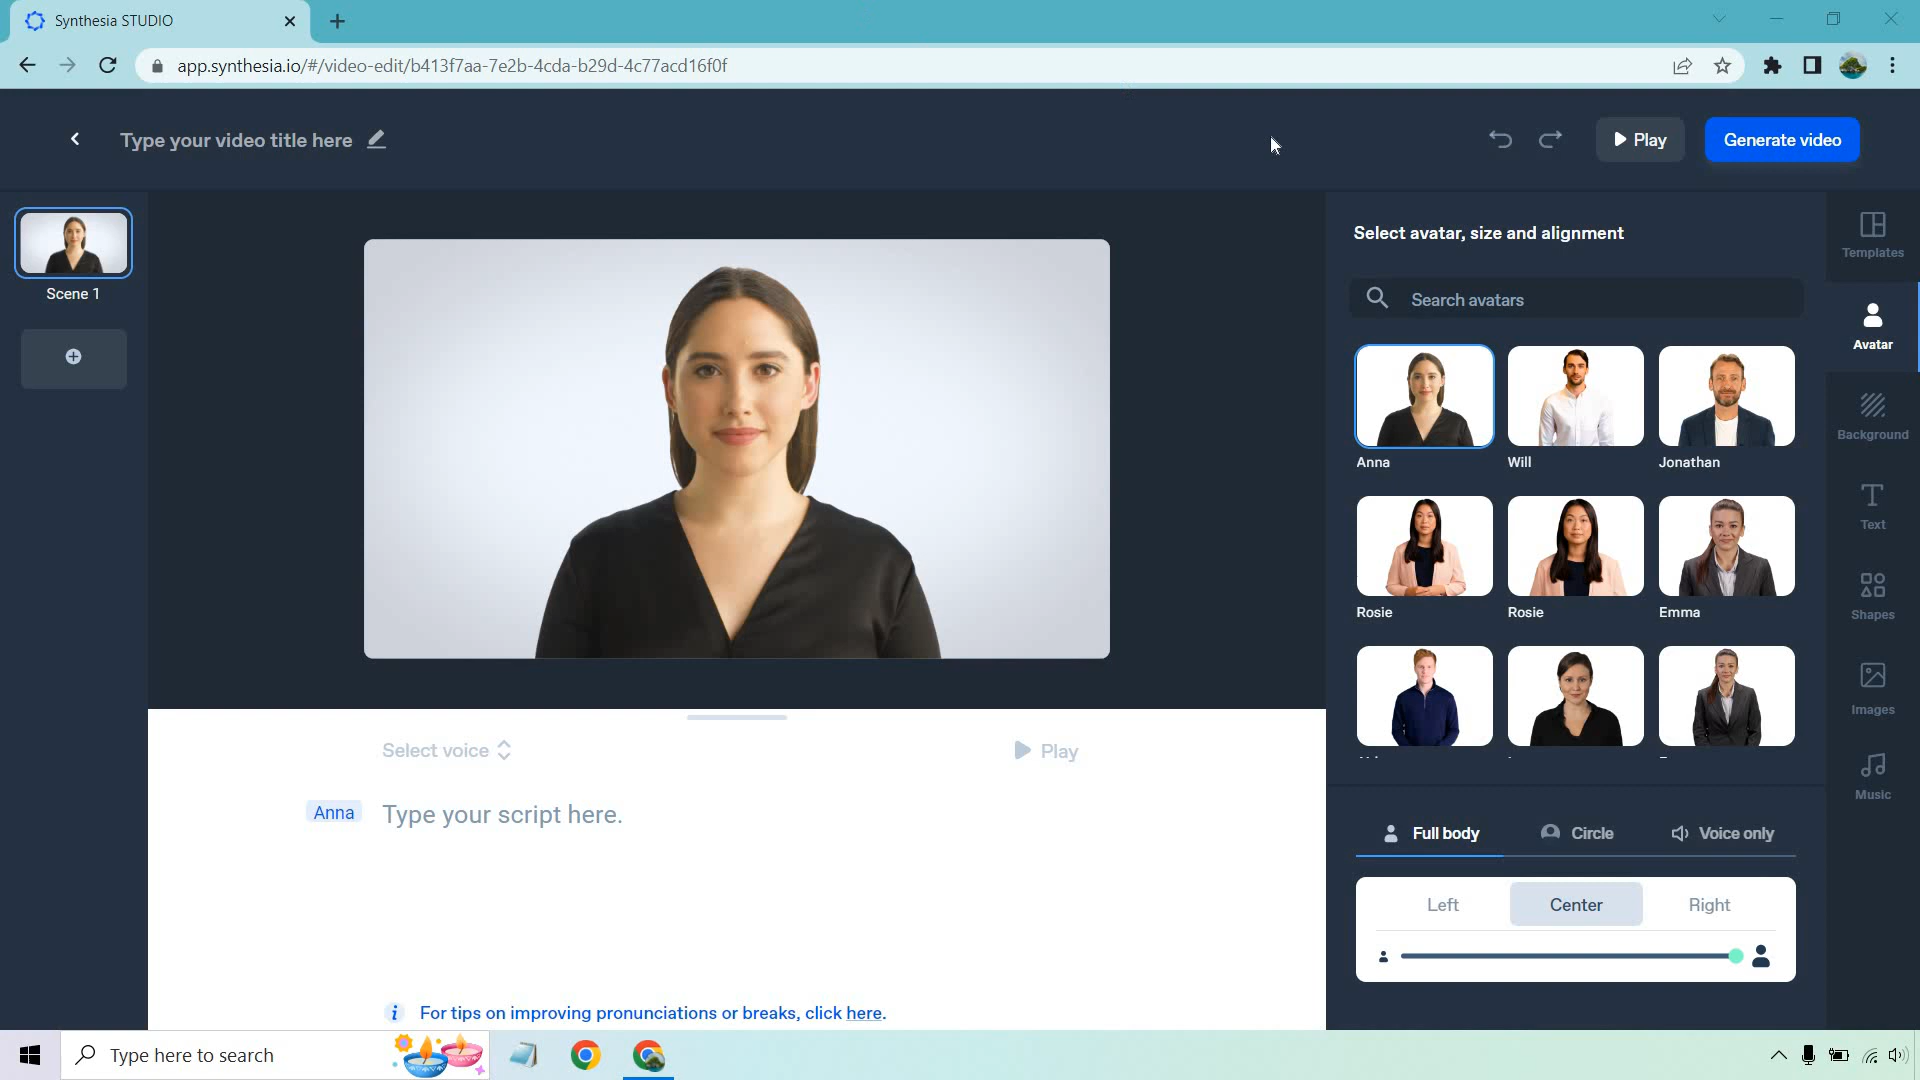 Synthesia STUDIO
app.synthesia.io/#/video-edit/b413f7aa-7e2b-4cda-b29d-4c77acd16f0f
Type your video title here
Play
Generate video
Scene 1
Select avatar, size and alignment
Search avatars
Anna
Will
Jonathan
Rosie
Rosie
Emma
Full body
Circle
Voice only
Left
Center
Right
Templates
Avatar
Background
Text
Shapes
Images
Music
Select voice
Play
Anna
Type your script here.
For tips on improving pronunciations or breaks, click here.
Type here to search